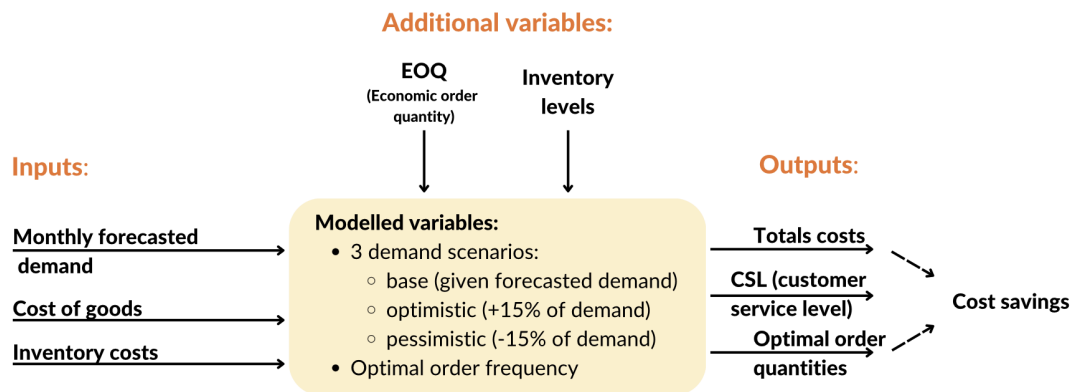 Additional variables:
EOQ
(Economic order
quantity)
Inventory
levels
Inputs:
Monthly forecasted
demand
Cost of goods
Inventory costs
Modelled variables:
• 3 demand scenarios:
○ base (given forecasted demand)
○ optimistic (+15% of demand)
○ pessimistic (-15% of demand)
• Optimal order frequency
Outputs:
Totals costs
CSL (customer
service level)
Optimal order
quantities
Cost savings